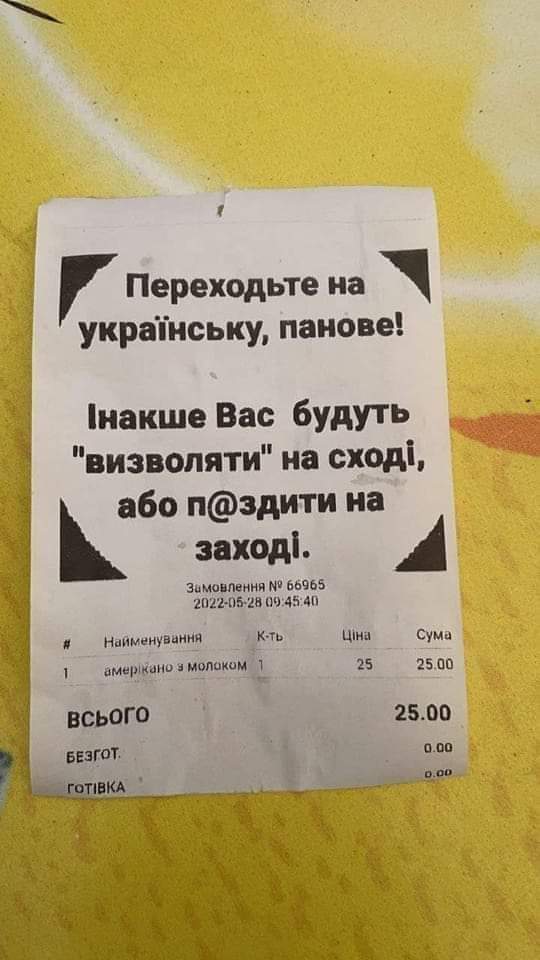 Переходьте на
українську, панове!
Інакше Вас будуть
"визволяти" на сході,
або п@здити на
заході.
Замовлення № 66965
2022-05-28 09:45:40
# Найменування К-ть Ціна Сума
1 амерікано з молоком 1 25 25.00
ВСЬОГО 25.00
БЕЗГОТ. 0.00
ГОТІВКА 0.00